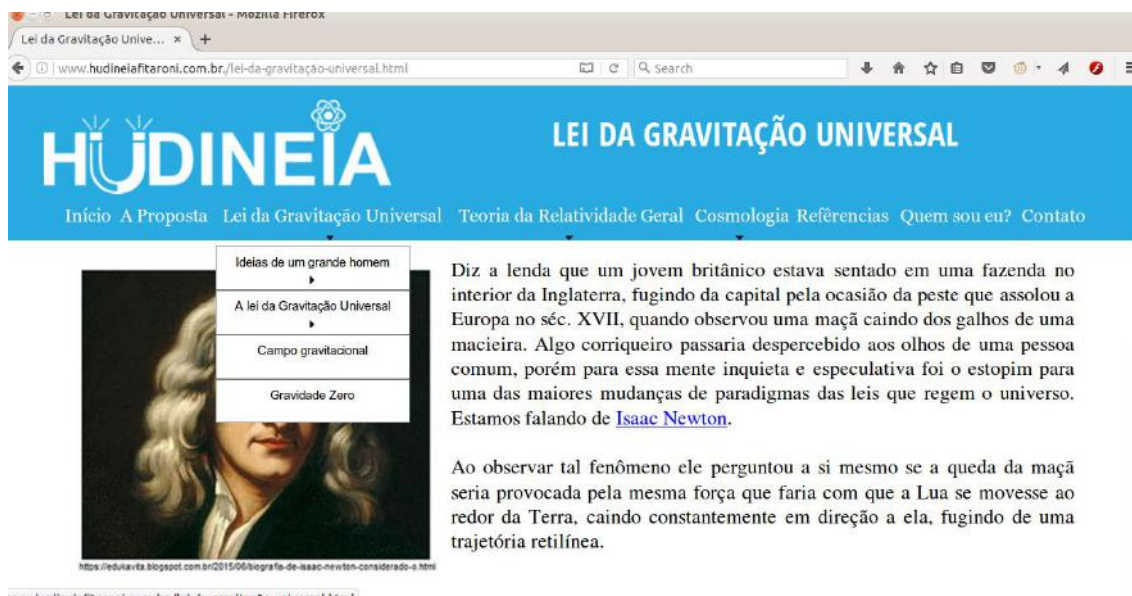 Lei da Gravitação Universal - Mozilla Firefox
Lei da Gravitação Unive... × +
www.hudineiafitaroni.com.br./lei-da-gravitação-universal.html
Search
HUDINEIA
LEI DA GRAVITAÇÃO UNIVERSAL
Início A Proposta Lei da Gravitação Universal Teoria da Relatividade Geral Cosmologia Refêrencias Quem sou eu? Contato
Ideias de um grande homem
A lei da Gravitação Universal
Campo gravitacional
Gravidade Zero
Diz a lenda que um jovem britânico estava sentado em uma fazenda no
interior da Inglaterra, fugindo da capital pela ocasião da peste que assolou a
Europa no séc. XVII, quando observou uma maçã caindo dos galhos de uma
macieira. Algo corriqueiro passaria despercebido aos olhos de uma pessoa
comum, porém para essa mente inquieta e especulativa foi o estopim para
uma das maiores mudanças de paradigmas das leis que regem o universo.
Estamos falando de Isaac Newton.
Ao observar tal fenômeno ele perguntou a si mesmo se a queda da maçã
seria provocada pela mesma força que faria com que a Lua se movesse ao
redor da Terra, caindo constantemente em direção a ela, fugindo de uma
trajetória retilínea.
https://edukavita.blogspot.com.br/2015/06/biografia-de-isaac-newton-considerado-o.html